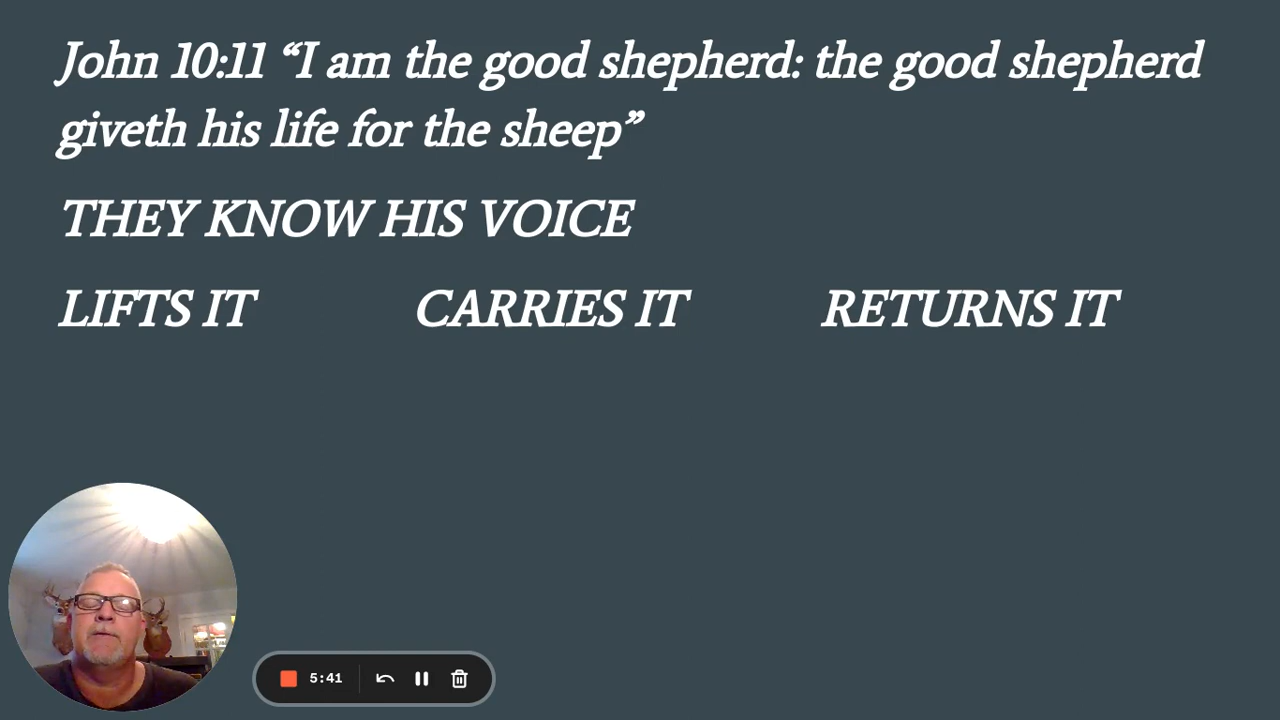 John 10:11 “I am the good shepherd: the good shepherd
giveth his life for the sheep”
THEY KNOW HIS VOICE
LIFTS IT CARRIES IT RETURNS IT
5:41